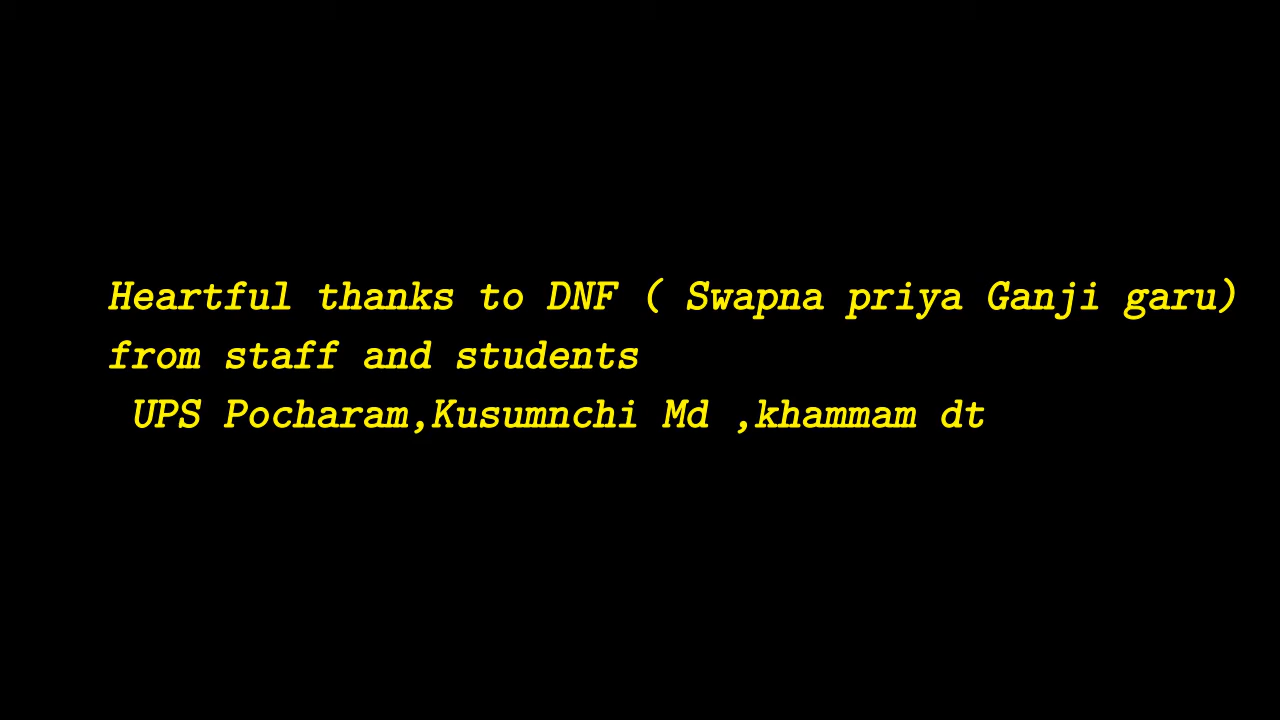 Heartful thanks to DNF ( Swapna priya Ganji garu)
from staff and students
UPS Pocharam,Kusumnchi Md ,khammam dt